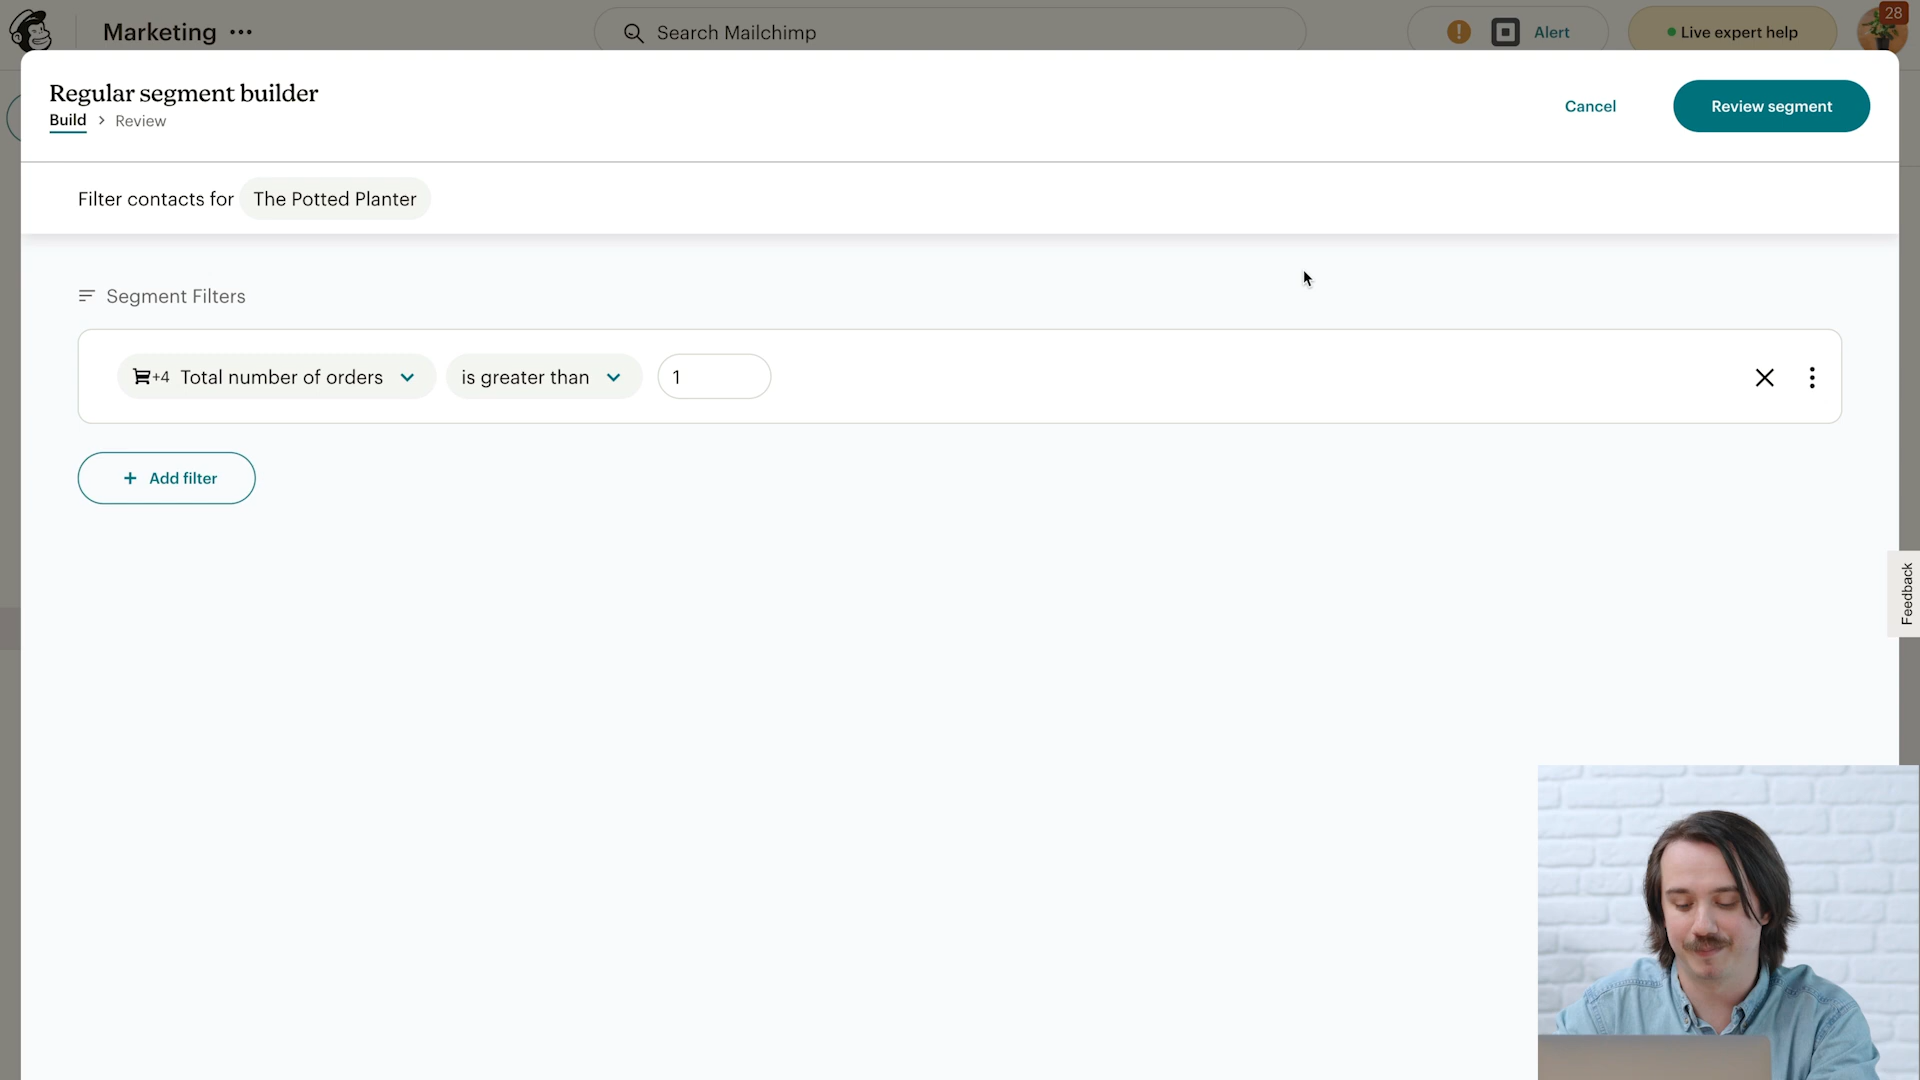 Marketing
Search Mailchimp
Alert
Live expert help
28
Regular segment builder
Build > Review
Cancel
Review segment
Filter contacts for The Potted Planter
Segment Filters
+4 Total number of orders
is greater than
1
+ Add filter
Feedback